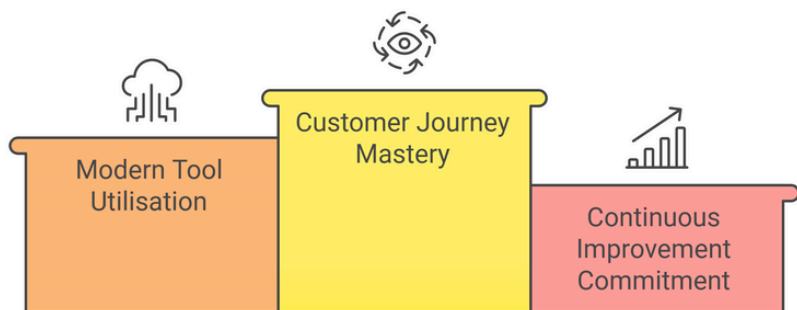 Modern Tool
Utilisation
Customer Journey
Mastery
Continuous
Improvement
Commitment